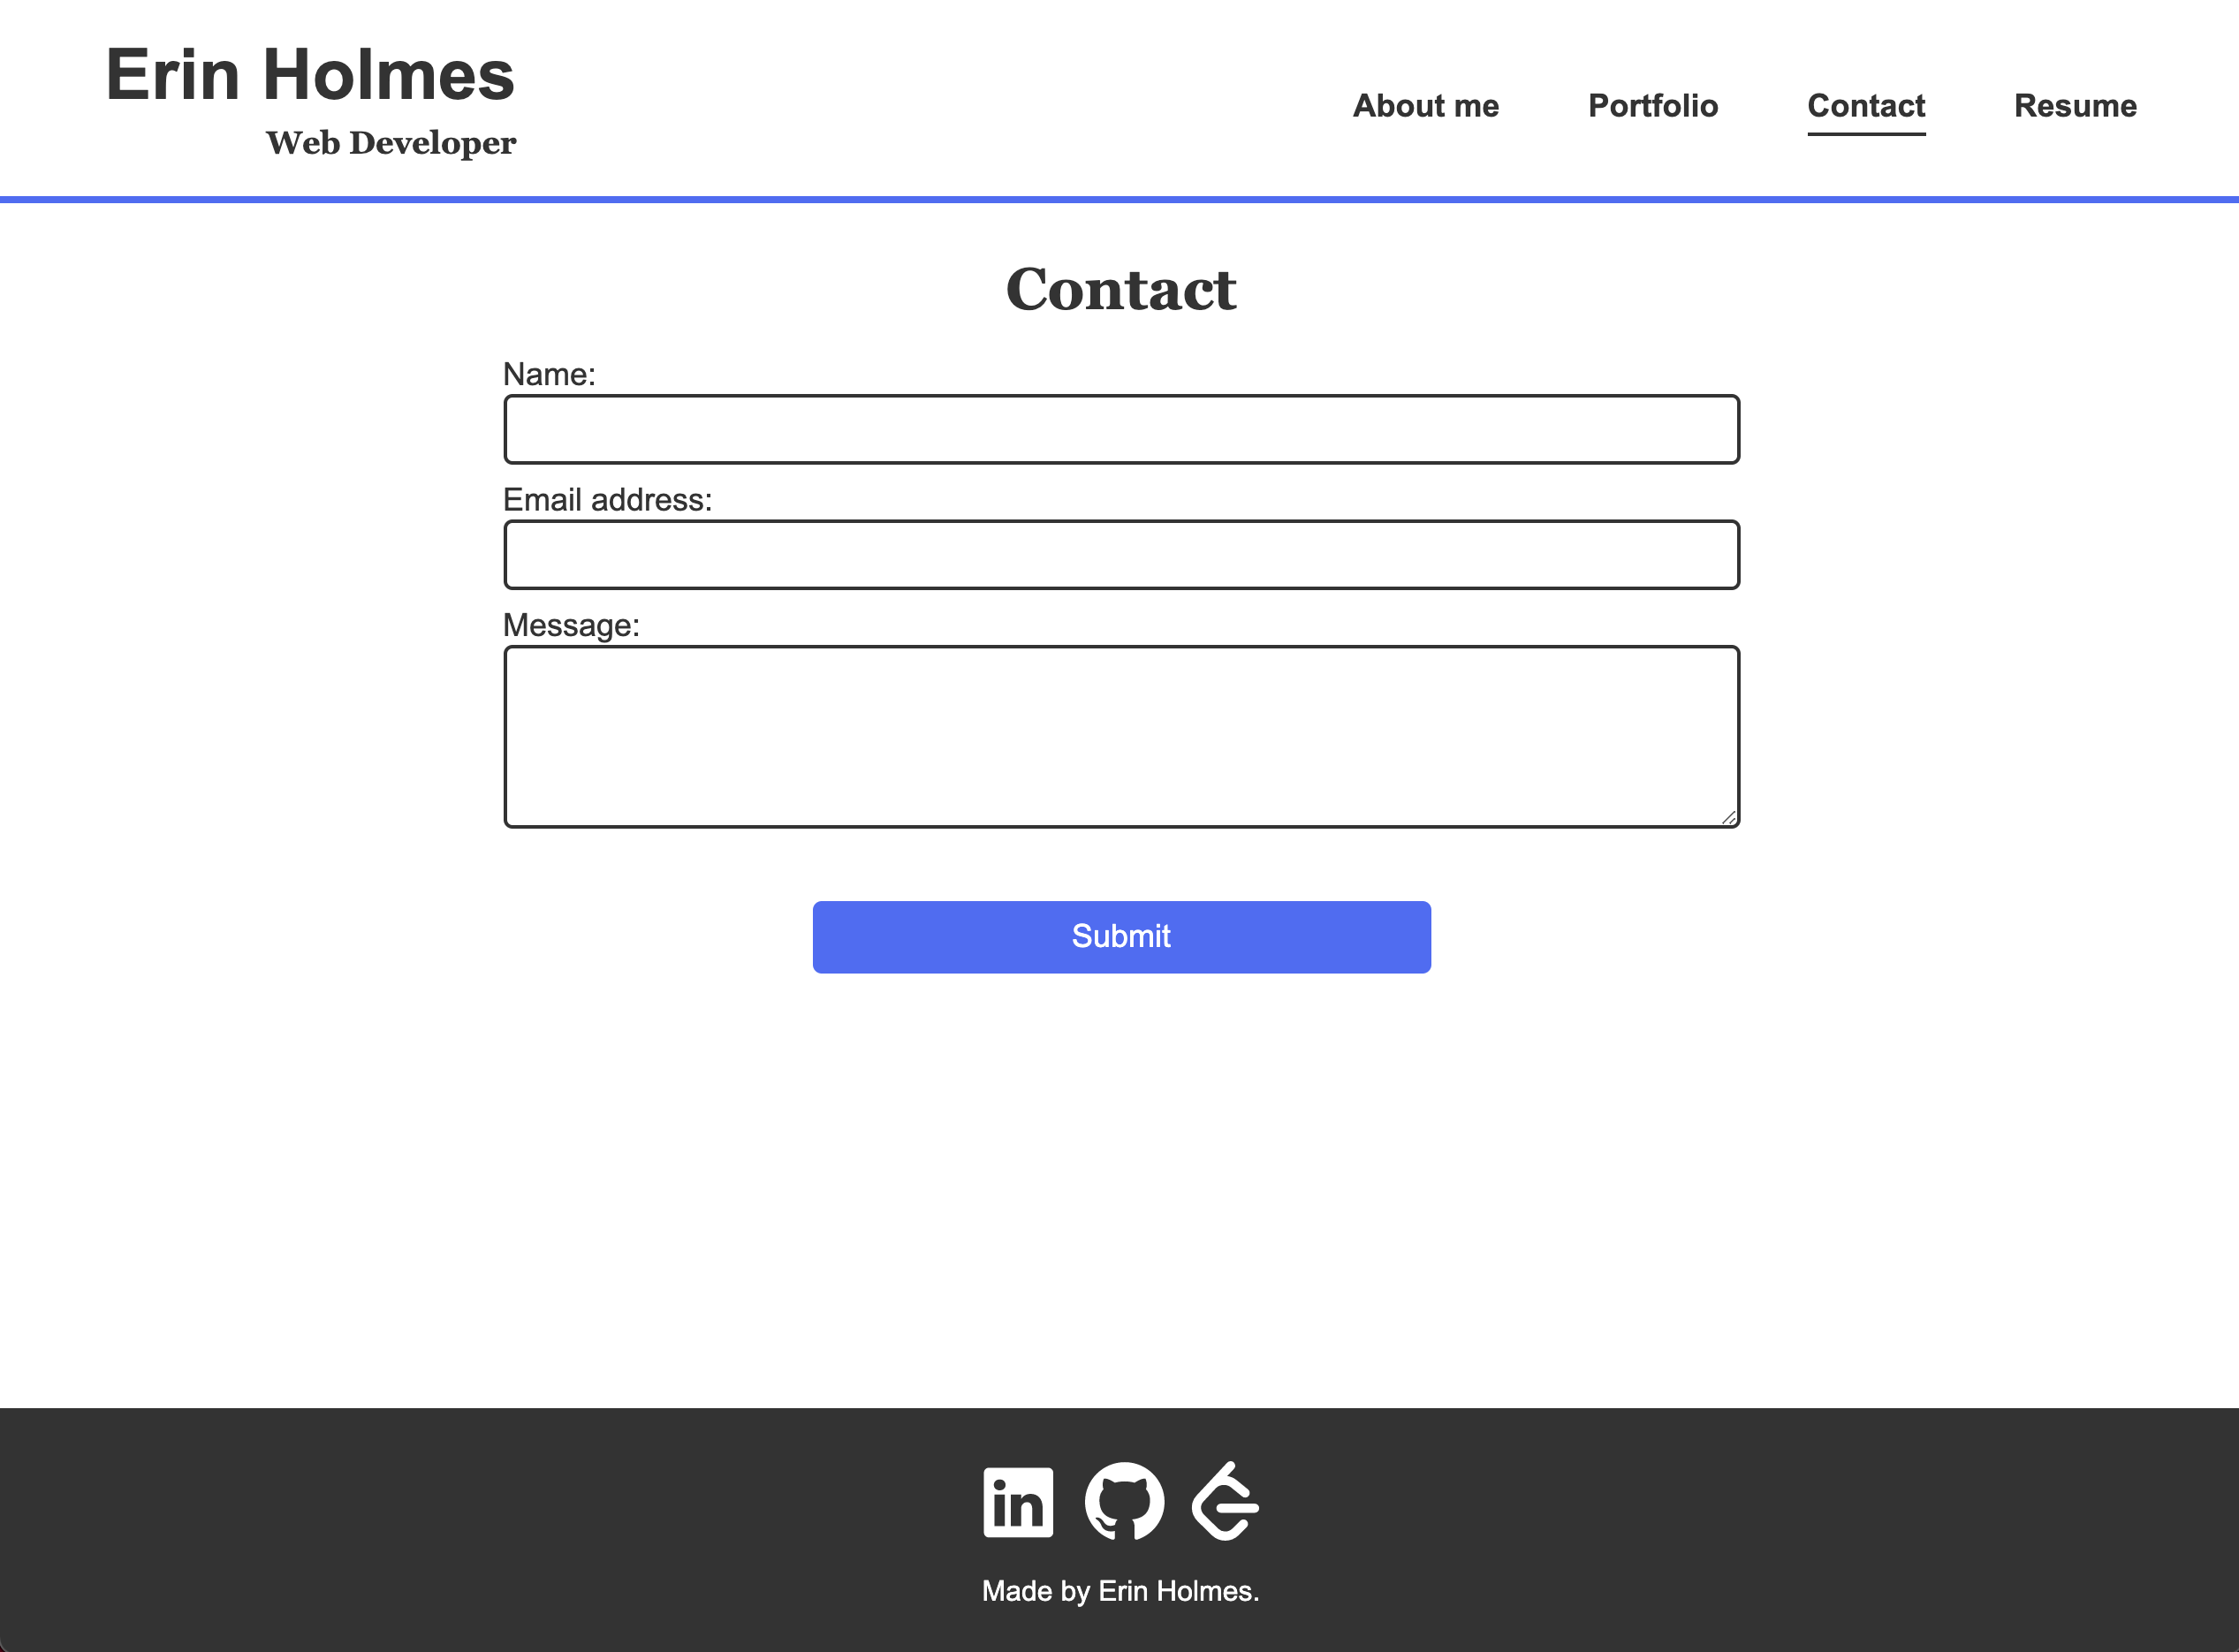 Erin Holmes
Web Developer
About me Portfolio Contact Resume
Contact
Name:
Email address:
Message:
Submit
in
Made by Erin Holmes.